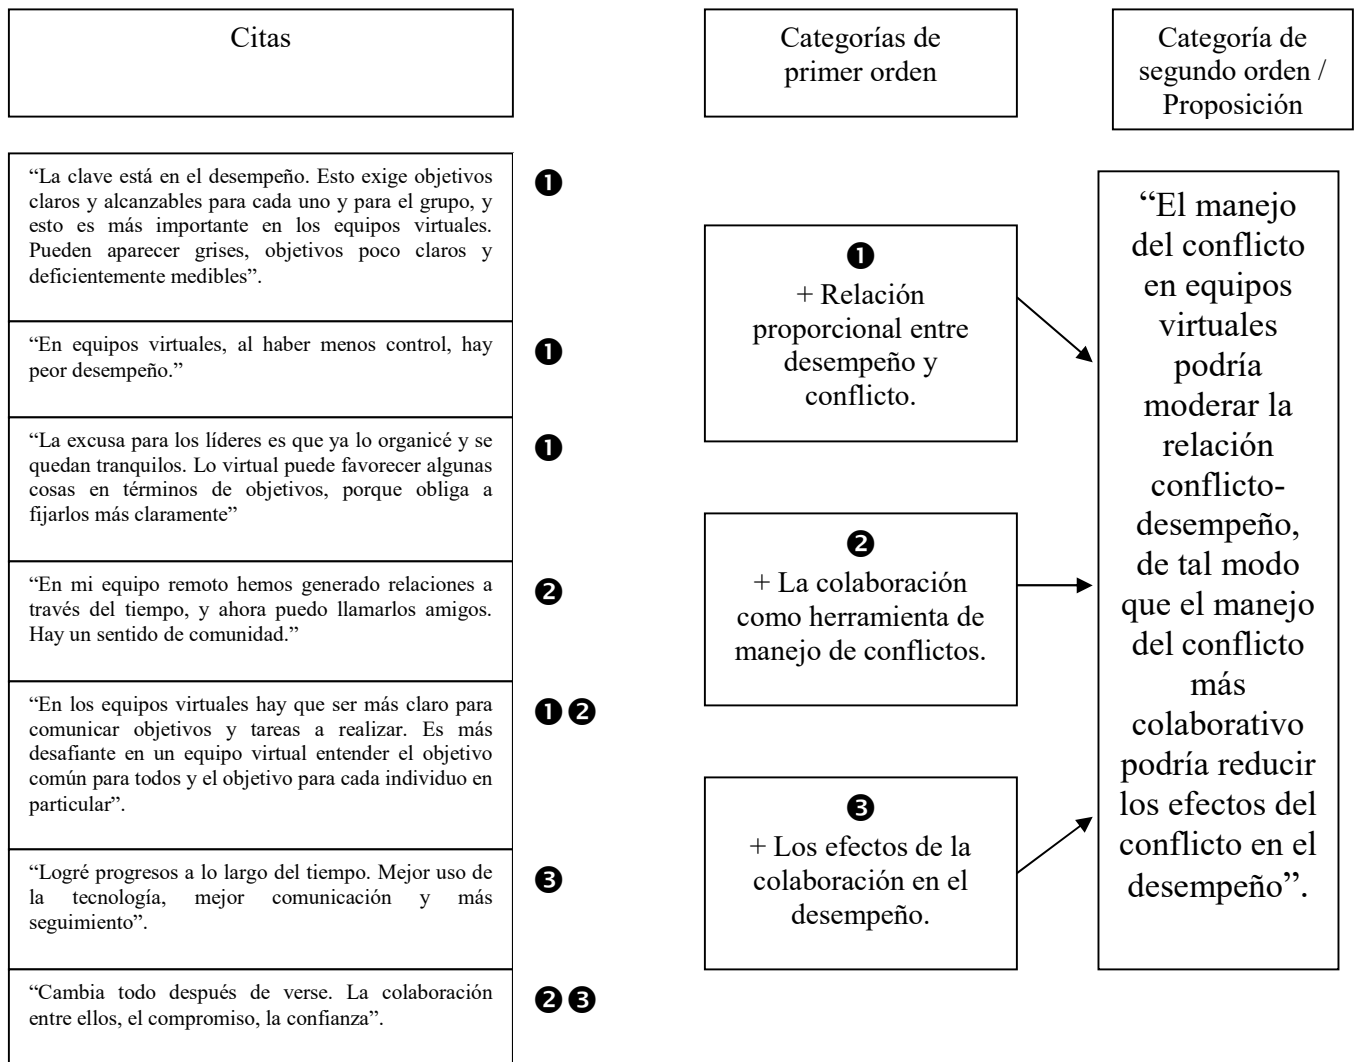 Citas
Categorías de
primer orden
Categoría de
segundo orden /
Proposición
“La clave está en el desempeño. Esto exige objetivos
claros y alcanzables para cada uno y para el grupo, y
esto es más importante en los equipos virtuales.
Pueden aparecer grises, objetivos poco claros y
deficientemente medibles”.
❶
“En equipos virtuales, al haber menos control, hay
peor desempeño.”
❶
“La excusa para los líderes es que ya lo organicé y se
quedan tranquilos. Lo virtual puede favorecer algunas
cosas en términos de objetivos, porque obliga a
fijarlos más claramente”
❶
“En mi equipo remoto hemos generado relaciones a
través del tiempo, y ahora puedo llamarlos amigos.
Hay un sentido de comunidad.”
❷
“En los equipos virtuales hay que ser más claro para
comunicar objetivos y tareas a realizar. Es más
desafiante en un equipo virtual entender el objetivo
común para todos y el objetivo para cada individuo en
particular”.
❶❷
“Logré progresos a lo largo del tiempo. Mejor uso de
la tecnología, mejor comunicación y más
seguimiento”.
❸
“Cambia todo después de verse. La colaboración
entre ellos, el compromiso, la confianza”.
❷❸
❶
+ Relación
proporcional entre
desempeño y
conflicto.
❷
+ La colaboración
como herramienta de
manejo de conflictos.
❸
+ Los efectos de la
colaboración en el
desempeño.
“El manejo
del conflicto
en equipos
virtuales
podría
moderar la
relación
conflicto-
desempeño,
de tal modo
que el manejo
del conflicto
más
colaborativo
podría reducir
los efectos del
conflicto en el
desempeño”.